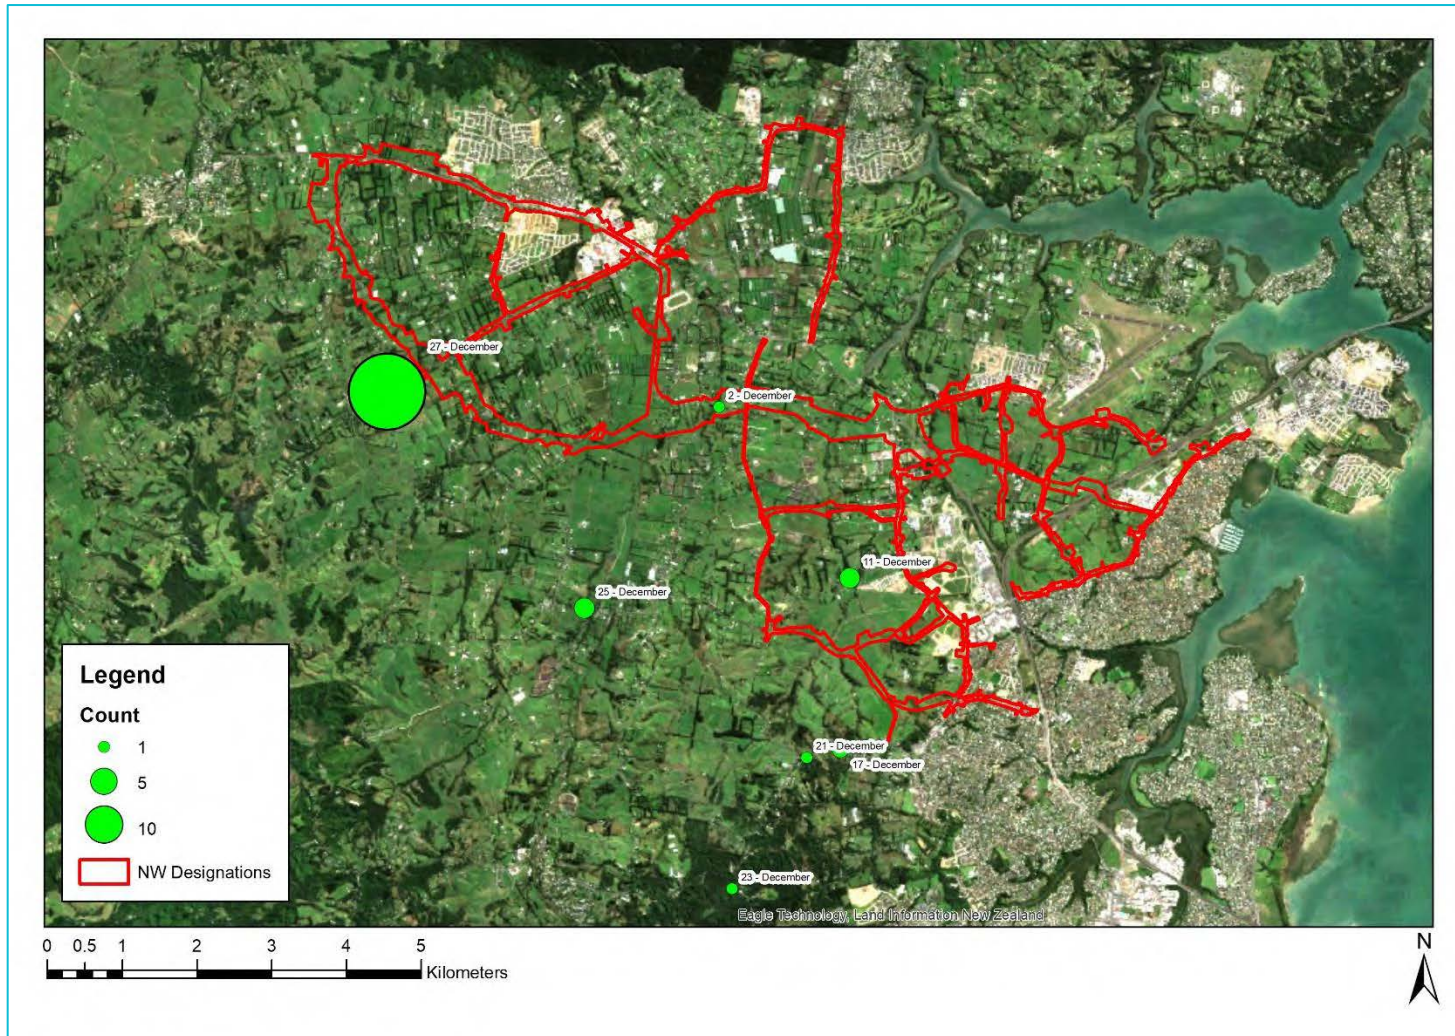 27 - December
2 - December
11 - December
25 - December
21 - December
17 - December
23 - December
Legend
Count
1
5
10
NW Designations
Eagle Technology, Land Information New Zealand
0 0.5 1 2 3 4 5
Kilometers
N